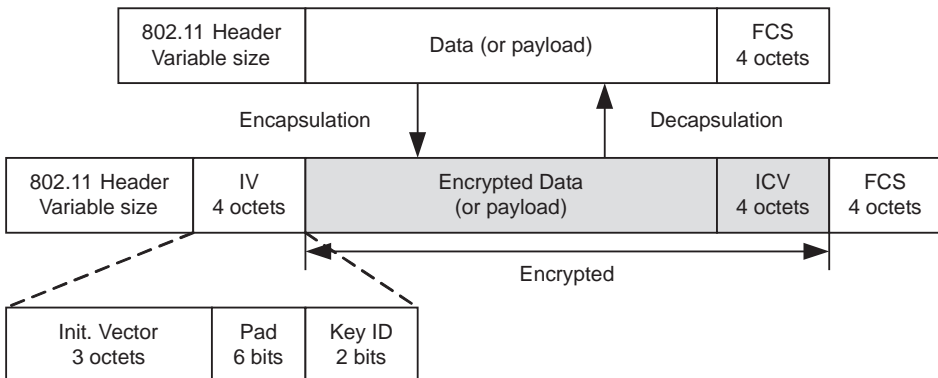 802.11 Header
Variable size
Data (or payload)
FCS
4 octets
Encapsulation
Decapsulation
802.11 Header
Variable size
IV
4 octets
Encrypted Data
(or payload)
ICV
4 octets
FCS
4 octets
Encrypted
Init. Vector
3 octets
Pad
6 bits
Key ID
2 bits